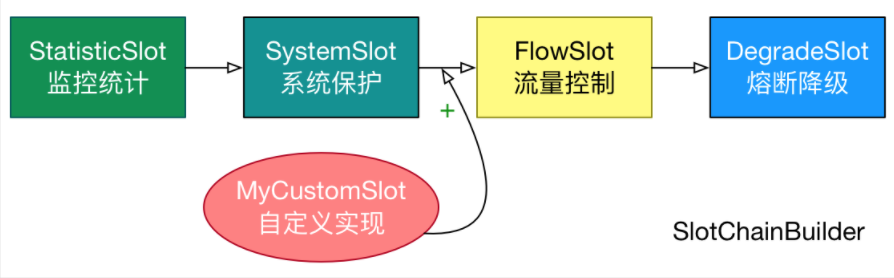 StatisticSlot
监控统计
SystemSlot
系统保护
FlowSlot
流量控制
DegradeSlot
熔断降级
+
MyCustomSlot
自定义实现
SlotChainBuilder